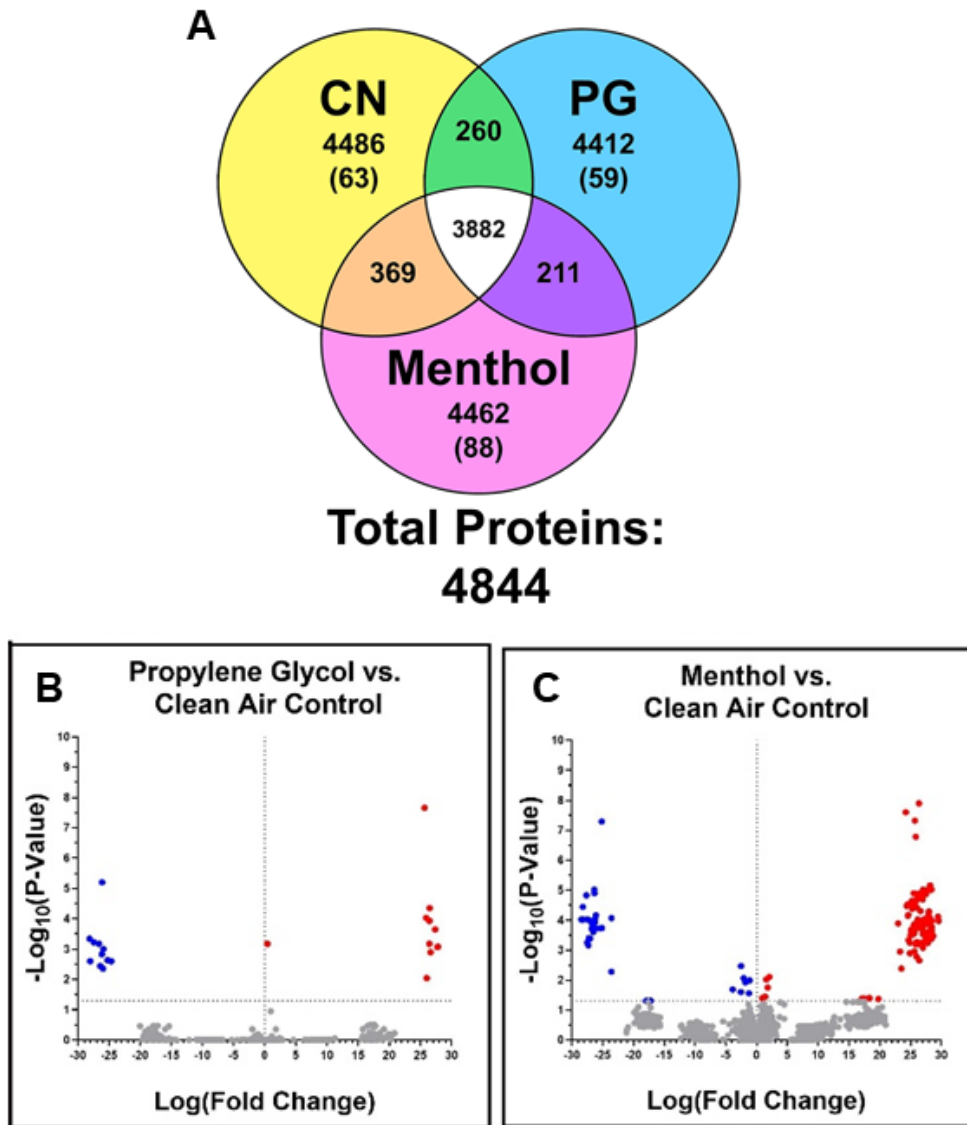 A
CN
4486
(63)
260
PG
4412
(59)
3882
369
211
Menthol
4462
(88)
Total Proteins:
4844
B
Propylene Glycol vs.
Clean Air Control
-Log10(P-Value)
10
9
8
7
6
5
4
3
2
1
0
-30 -25 -20 -15 -10 -5 0 5 10 15 20 25 30
Log(Fold Change)
C
Menthol vs.
Clean Air Control
-Log10(P-Value)
10
9
8
7
6
5
4
3
2
1
0
-30 -25 -20 -15 -10 -5 0 5 10 15 20 25 30
Log(Fold Change)